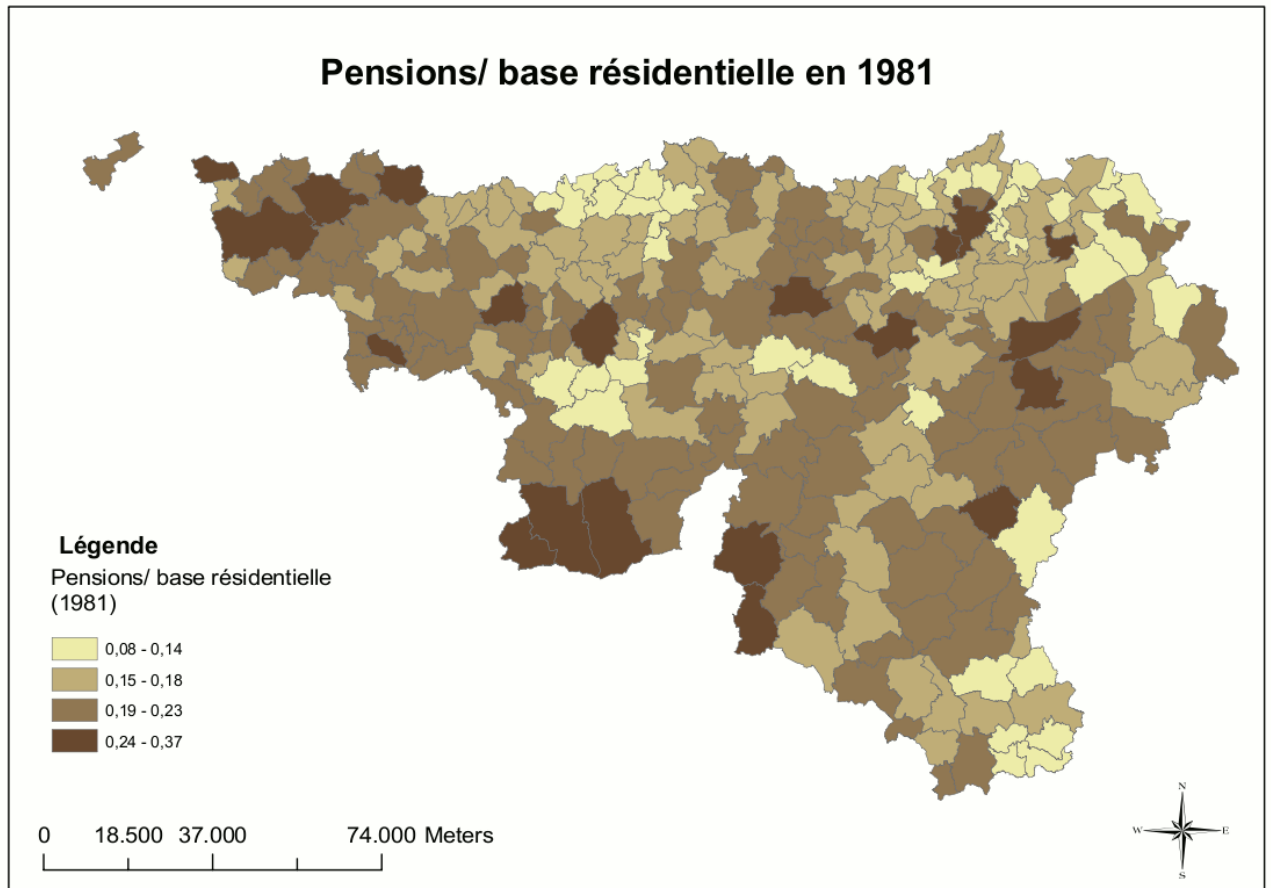 Pensions/ base résidentielle en 1981
Légende
Pensions/ base résidentielle
(1981)
0,08 - 0,14
0,15 - 0,18
0,19 - 0,23
0,24 - 0,37
0 18.500 37.000 74.000 Meters
N
W E
S